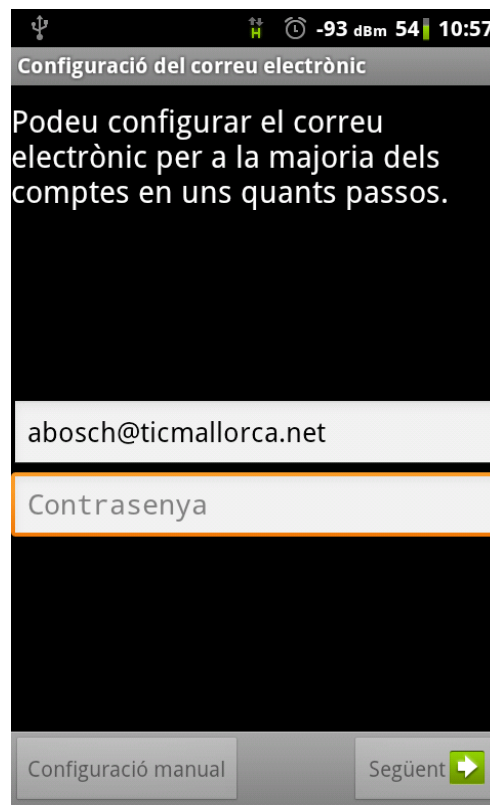 H -93 dBm 54 10:57
Configuració del correu electrònic
Podeu configurar el correu
electrònic per a la majoria dels
comptes en uns quants passos.
abosch@ticmallorca.net
Contrasenya
Configuració manual Següent